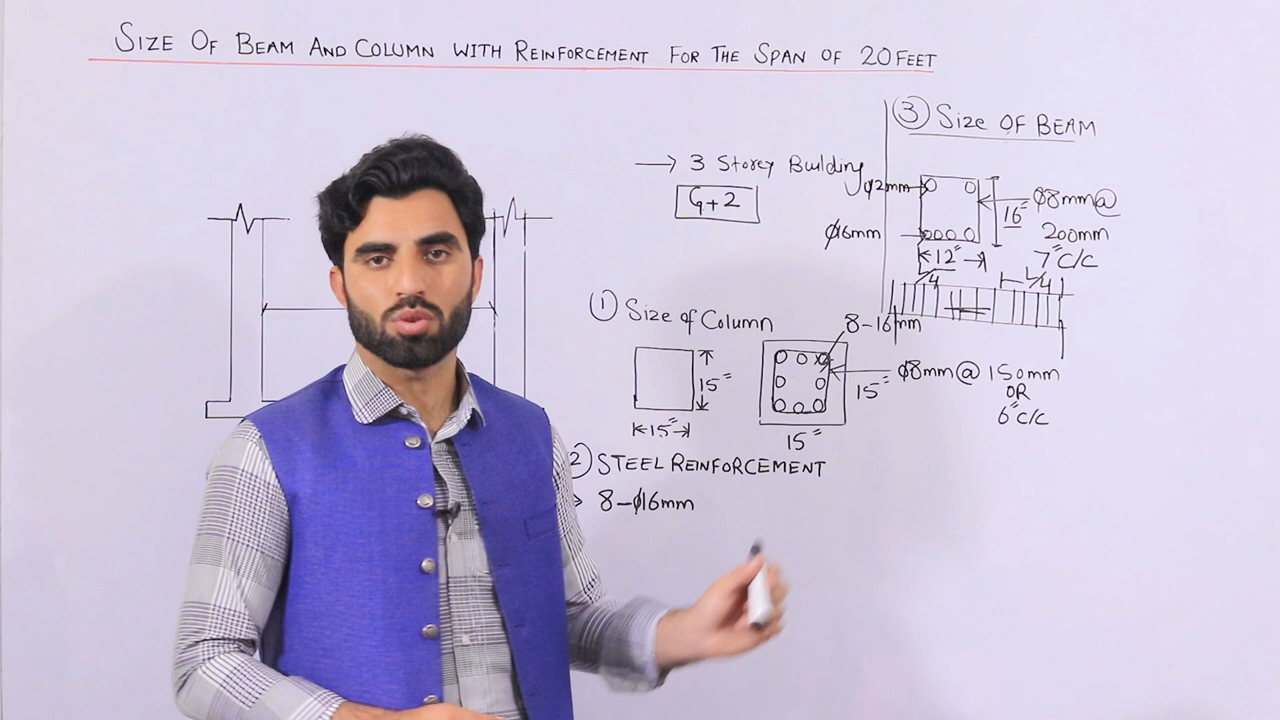 SIZE OF BEAM AND COLUMN WITH REINFORCEMENT FOR THE SPAN OF 20 FEET
→ 3 Storey Building
G+2
① Size of Column
15"
15"
8-16mm
15"
15"
φ8mm@ 150mm
OR
6" C/C
② STEEL REINFORCEMENT
→ 8-φ16mm
③ Size OF BEAM
φ12mm
φ16mm
16"
12"
φ8mm@
200mm
7" C/C
L/4